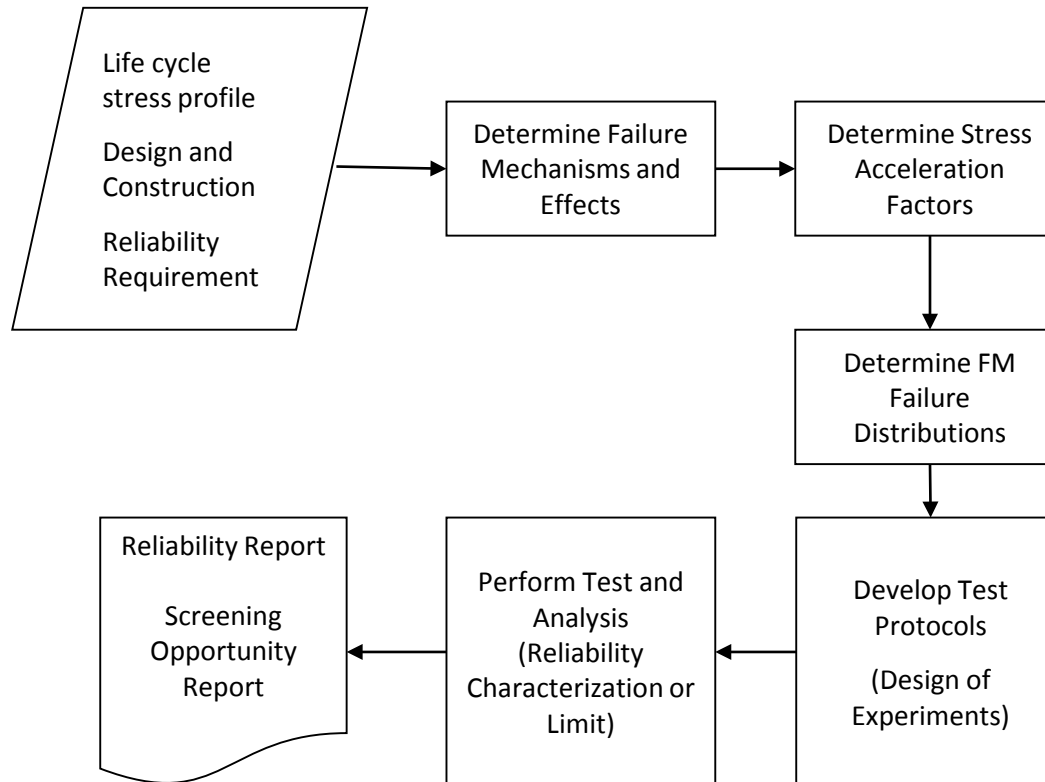 Life cycle
stress profile
Design and
Construction
Reliability
Requirement
Determine Failure
Mechanisms and
Effects
Determine Stress
Acceleration
Factors
Determine FM
Failure
Distributions
Develop Test
Protocols
(Design of
Experiments)
Perform Test and
Analysis
(Reliability
Characterization or
Limit)
Reliability Report
Screening
Opportunity
Report